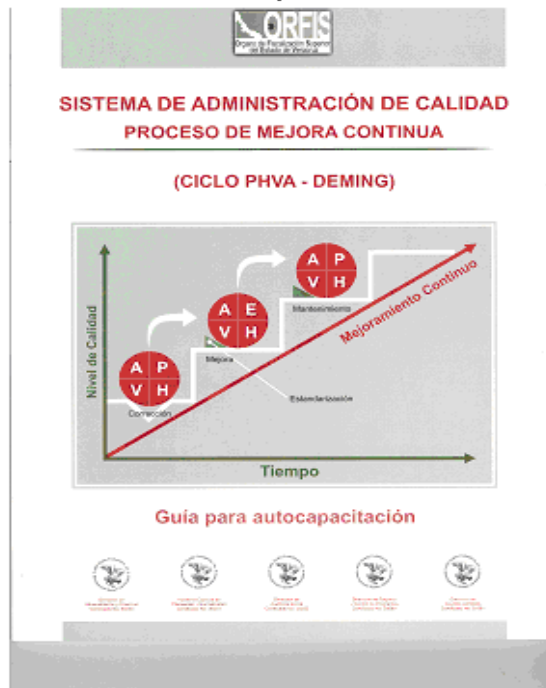 ORFIS
Órgano de Fiscalización Superior
del Estado de Veracruz
SISTEMA DE ADMINISTRACIÓN DE CALIDAD
PROCESO DE MEJORA CONTINUA
(CICLO PHVA - DEMING)
Nivel de Calidad
A P
V H
Mantenimiento
A E
V H
Mejora
A P
V H
Corrección
Estandarización
Mejoramiento Continuo
Tiempo
Guía para autocapacitación